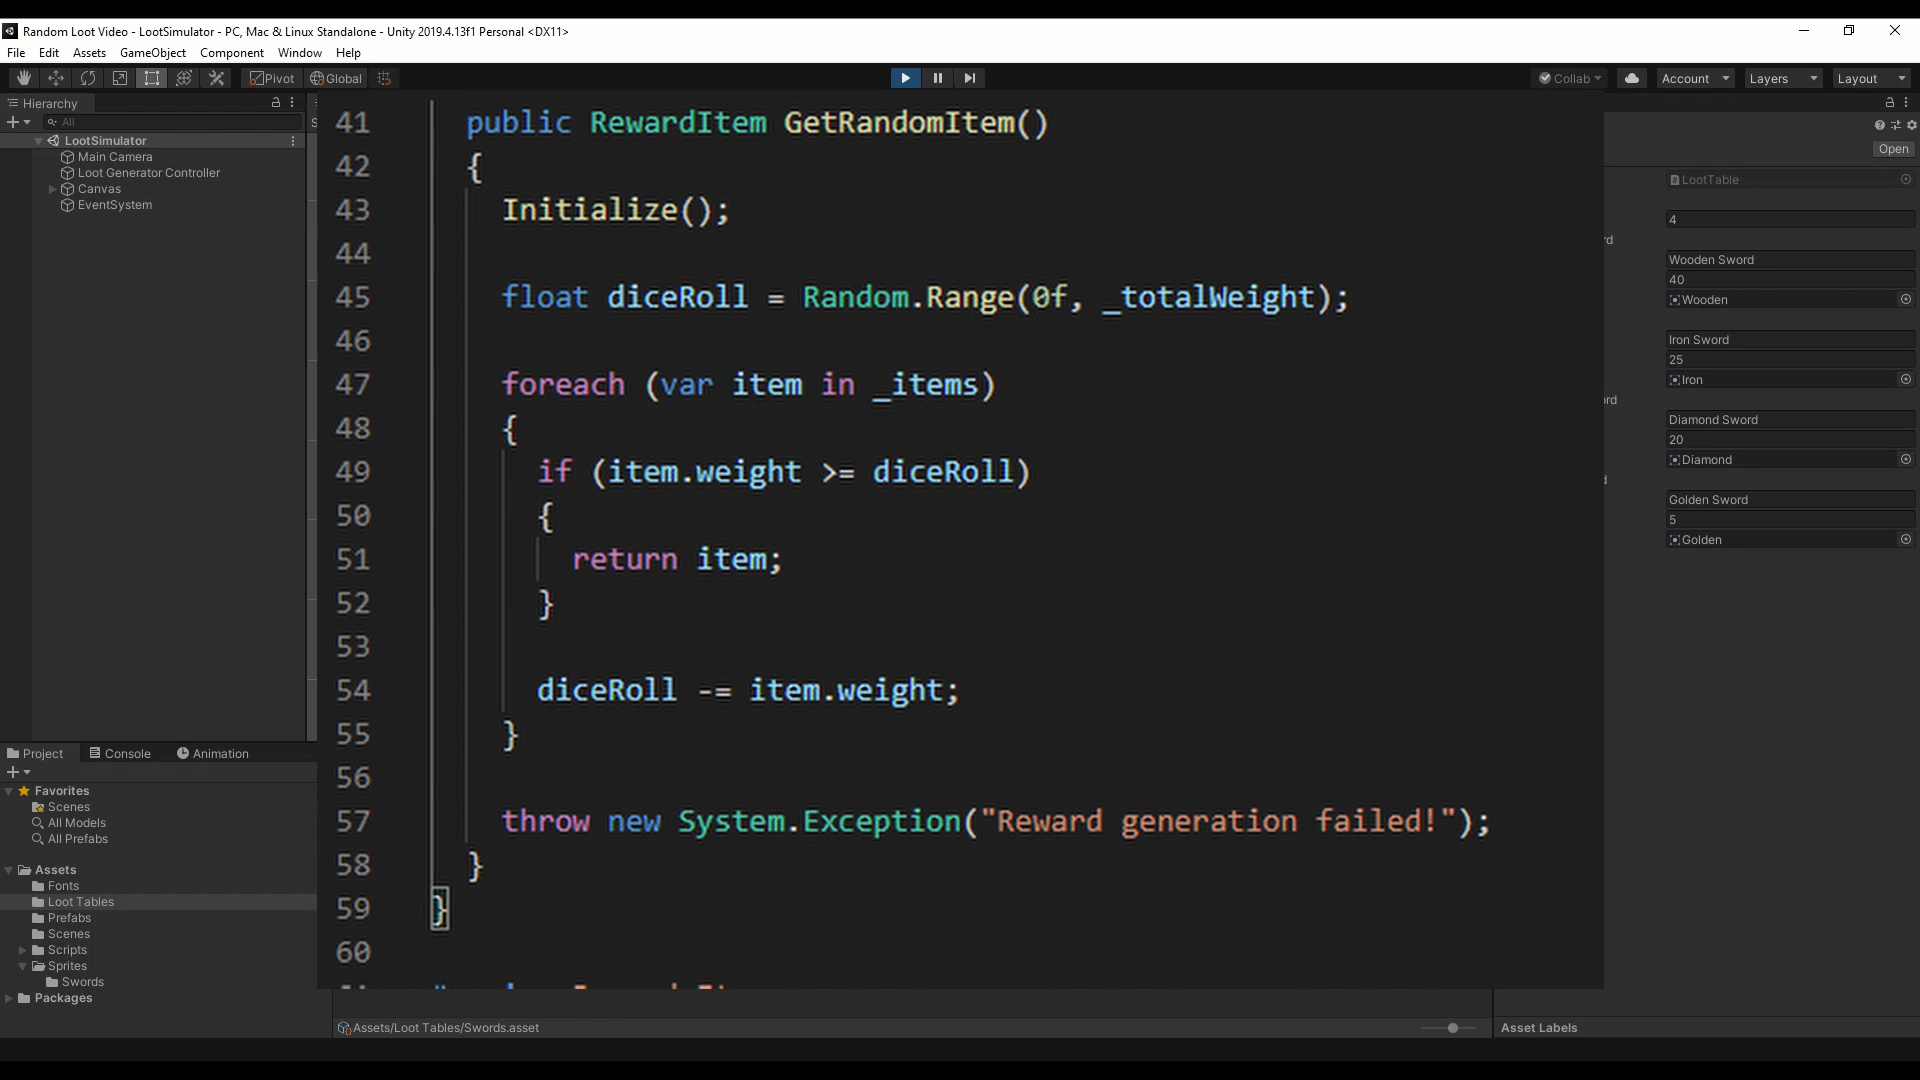 Random Loot Video - LootSimulator - PC, Mac & Linux Standalone - Unity 2019.4.13f1 Personal <DX11>
File Edit Assets GameObject Component Window Help
Pivot Global Collab Account Layers Layout
Hierarchy
All
LootSimulator
Main Camera
Loot Generator Controller
Canvas
EventSystem
41 public RewardItem GetRandomItem()
42 {
43 Initialize();
44
45 float diceRoll = Random.Range(0f, _totalWeight);
46
47 foreach (var item in _items)
48 {
49 if (item.weight >= diceRoll)
50 {
51 return item;
52 }
53
54 diceRoll -= item.weight;
55 }
56
57 throw new System.Exception("Reward generation failed!");
58 }
59 }
60
Open
LootTable
4
rd
Wooden Sword
40
Wooden
Iron Sword
25
Iron
ord
Diamond Sword
20
Diamond
d
Golden Sword
5
Golden
Project Console Animation
Favorites
Scenes
All Models
All Prefabs
Assets
Fonts
Loot Tables
Prefabs
Scenes
Scripts
Sprites
Swords
Packages
Assets/Loot Tables/Swords.asset
Asset Labels